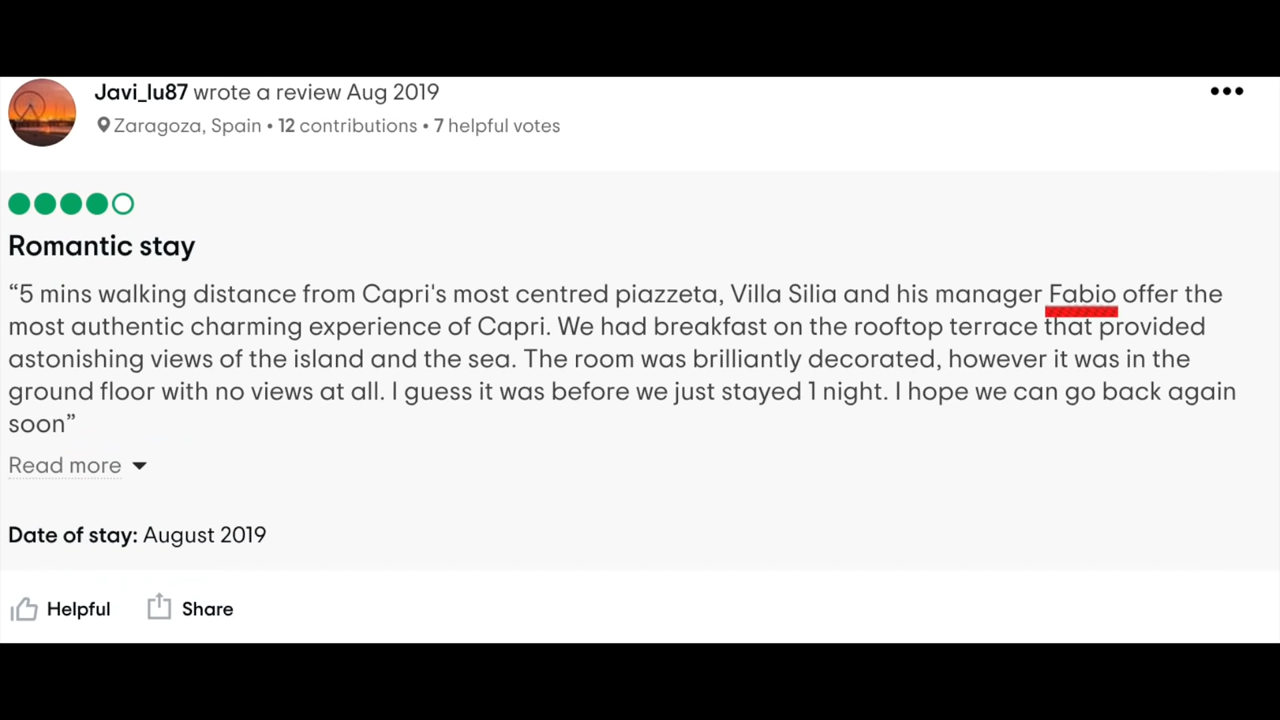 Javi_lu87 wrote a review Aug 2019
Zaragoza, Spain • 12 contributions • 7 helpful votes
Romantic stay
“5 mins walking distance from Capri's most centred piazzeta, Villa Silia and his manager Fabio offer the
most authentic charming experience of Capri. We had breakfast on the rooftop terrace that provided
astonishing views of the island and the sea. The room was brilliantly decorated, however it was in the
ground floor with no views at all. I guess it was before we just stayed 1 night. I hope we can go back again
soon”
Read more
Date of stay: August 2019
Helpful Share